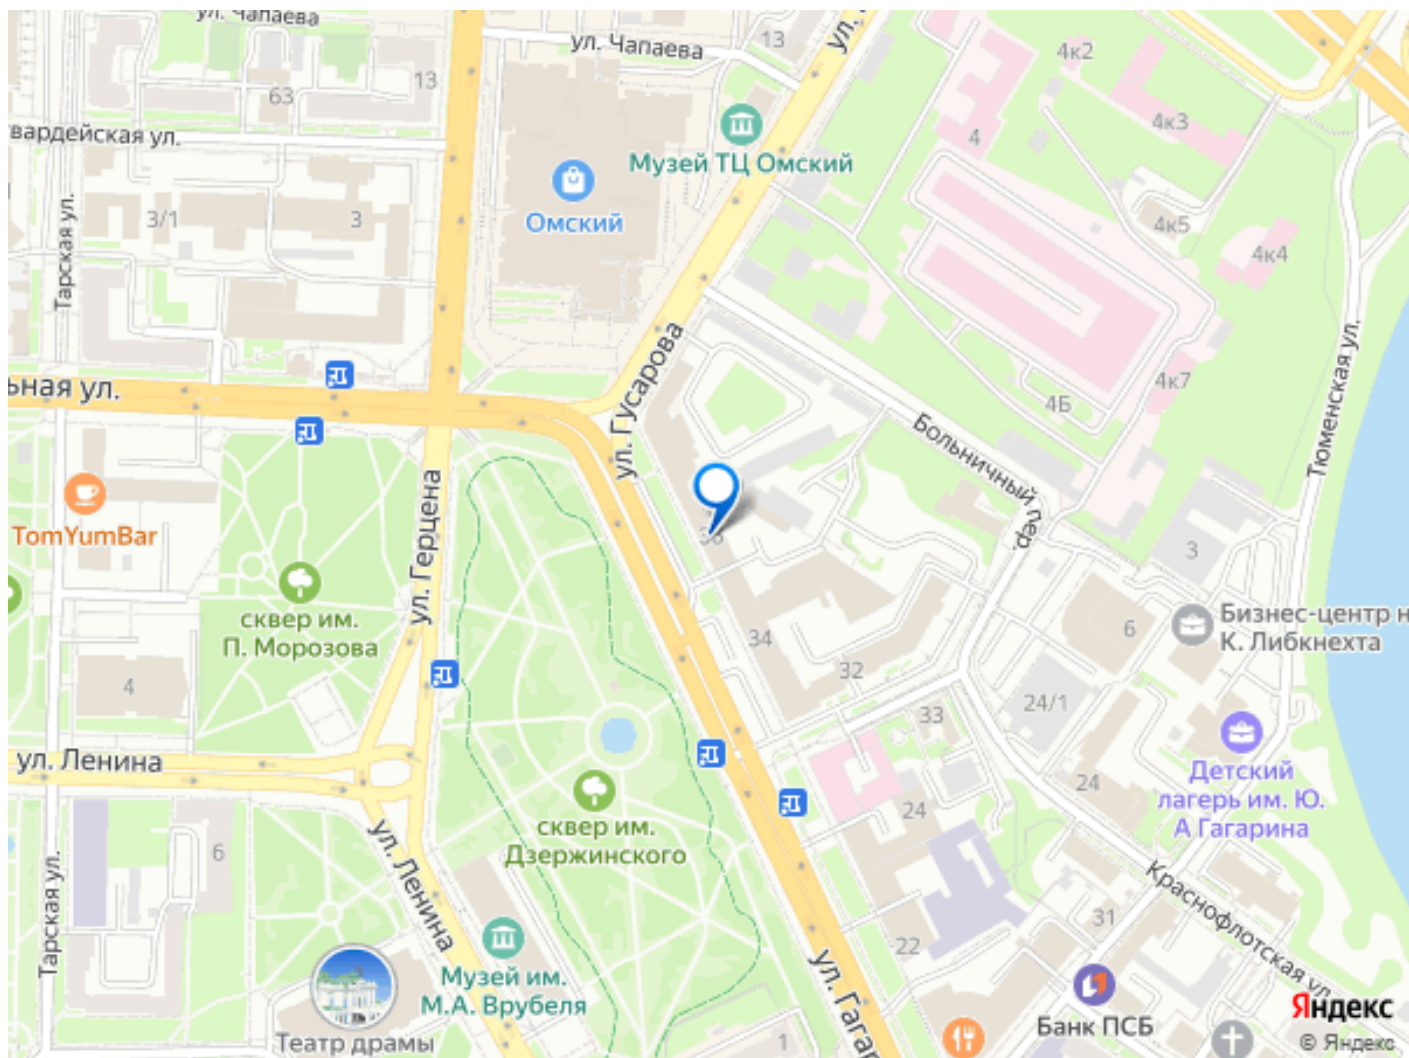 ул. Чапаева
ул. Чапаева
13
ул.
4к2
63
13
4
4к3
вардейская ул.
Музей ТЦ Омский
3/1
3
Омский
4к5
4к4
Тарская ул.
ул. Гусарова
Тюменская ул.
4к7
4Б
ьная ул.
Больничный пер.
TomYumBar
ул. Герцена
3
сквер им.
П. Морозова
34
32
6
Бизнес-центр н
К. Либкнехта
4
24/1
33
ул. Ленина
Детский
лагерь им. Ю.
А Гагарина
24
24
сквер им.
Дзержинского
6
ул. Ленина
Тарская ул.
Краснофлотская ул.
31
22
Музей им.
М.А. Врубеля
ул. Гагар
Банк ПСБ
Театр драмы
1
Яндекс
© Яндекс